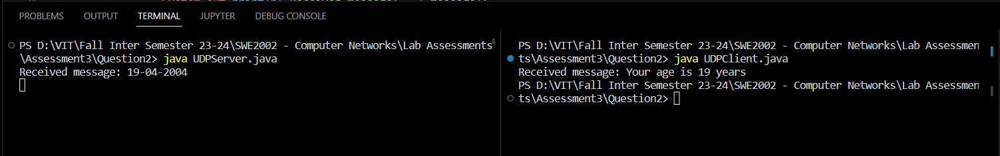 PROBLEMS OUTPUT TERMINAL JUPYTER DEBUG CONSOLE
PS D:\VIT\Fall Inter Semester 23-24\SWE2002 - Computer Networks\Lab Assessments
\Assessment3\Question2> java UDPServer.java
Received message: 19-04-2004
PS D:\VIT\Fall Inter Semester 23-24\SWE2002 - Computer Networks\Lab Assessmen
ts\Assessment3\Question2> java UDPClient.java
Received message: Your age is 19 years
PS D:\VIT\Fall Inter Semester 23-24\SWE2002 - Computer Networks\Lab Assessmen
ts\Assessment3\Question2>